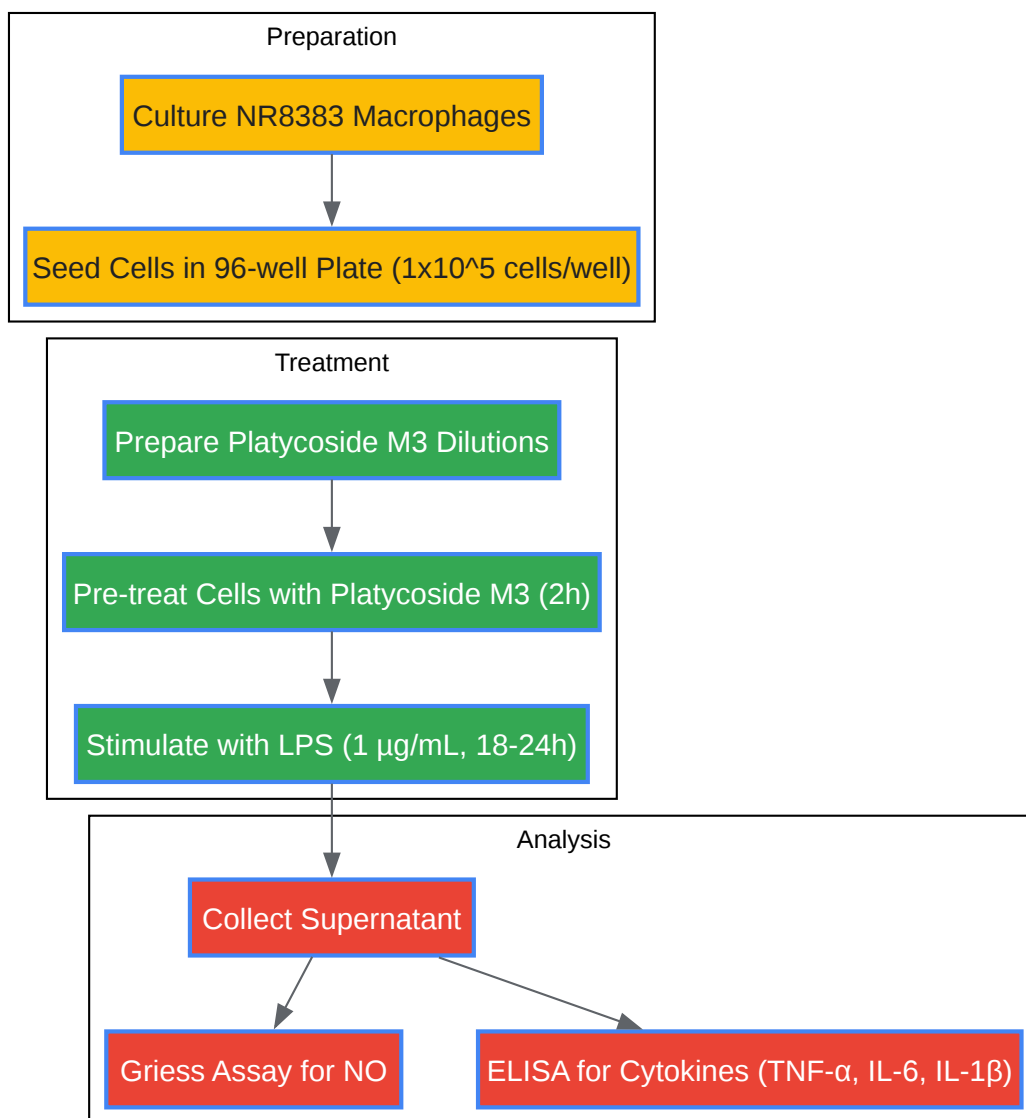 Preparation
Culture NR8383 Macrophages
Seed Cells in 96-well Plate (1x10^5 cells/well)
Treatment
Prepare Platycoside M3 Dilutions
Pre-treat Cells with Platycoside M3 (2h)
Stimulate with LPS (1 µg/mL, 18-24h)
Analysis
Collect Supernatant
Griess Assay for NO
ELISA for Cytokines (TNF-α, IL-6, IL-1β)